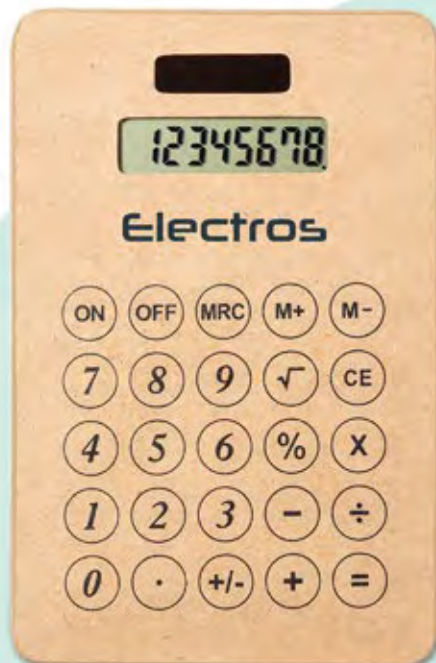 12345678.
Electros
ON OFF MRC M+ M-
7 8 9 √ CE
4 5 6 % X
1 2 3 - ÷
0 . +/- + =